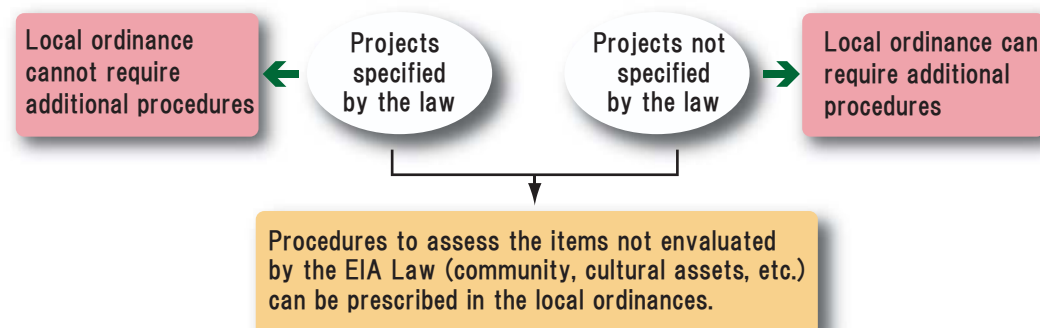 Local ordinance
cannot require
additional procedures
Projects
specified
by the law
Projects not
specified
by the law
Local ordinance can
require additional
procedures
Procedures to assess the items not envaluated
by the EIA Law (community, cultural assets, etc.)
can be prescribed in the local ordinances.